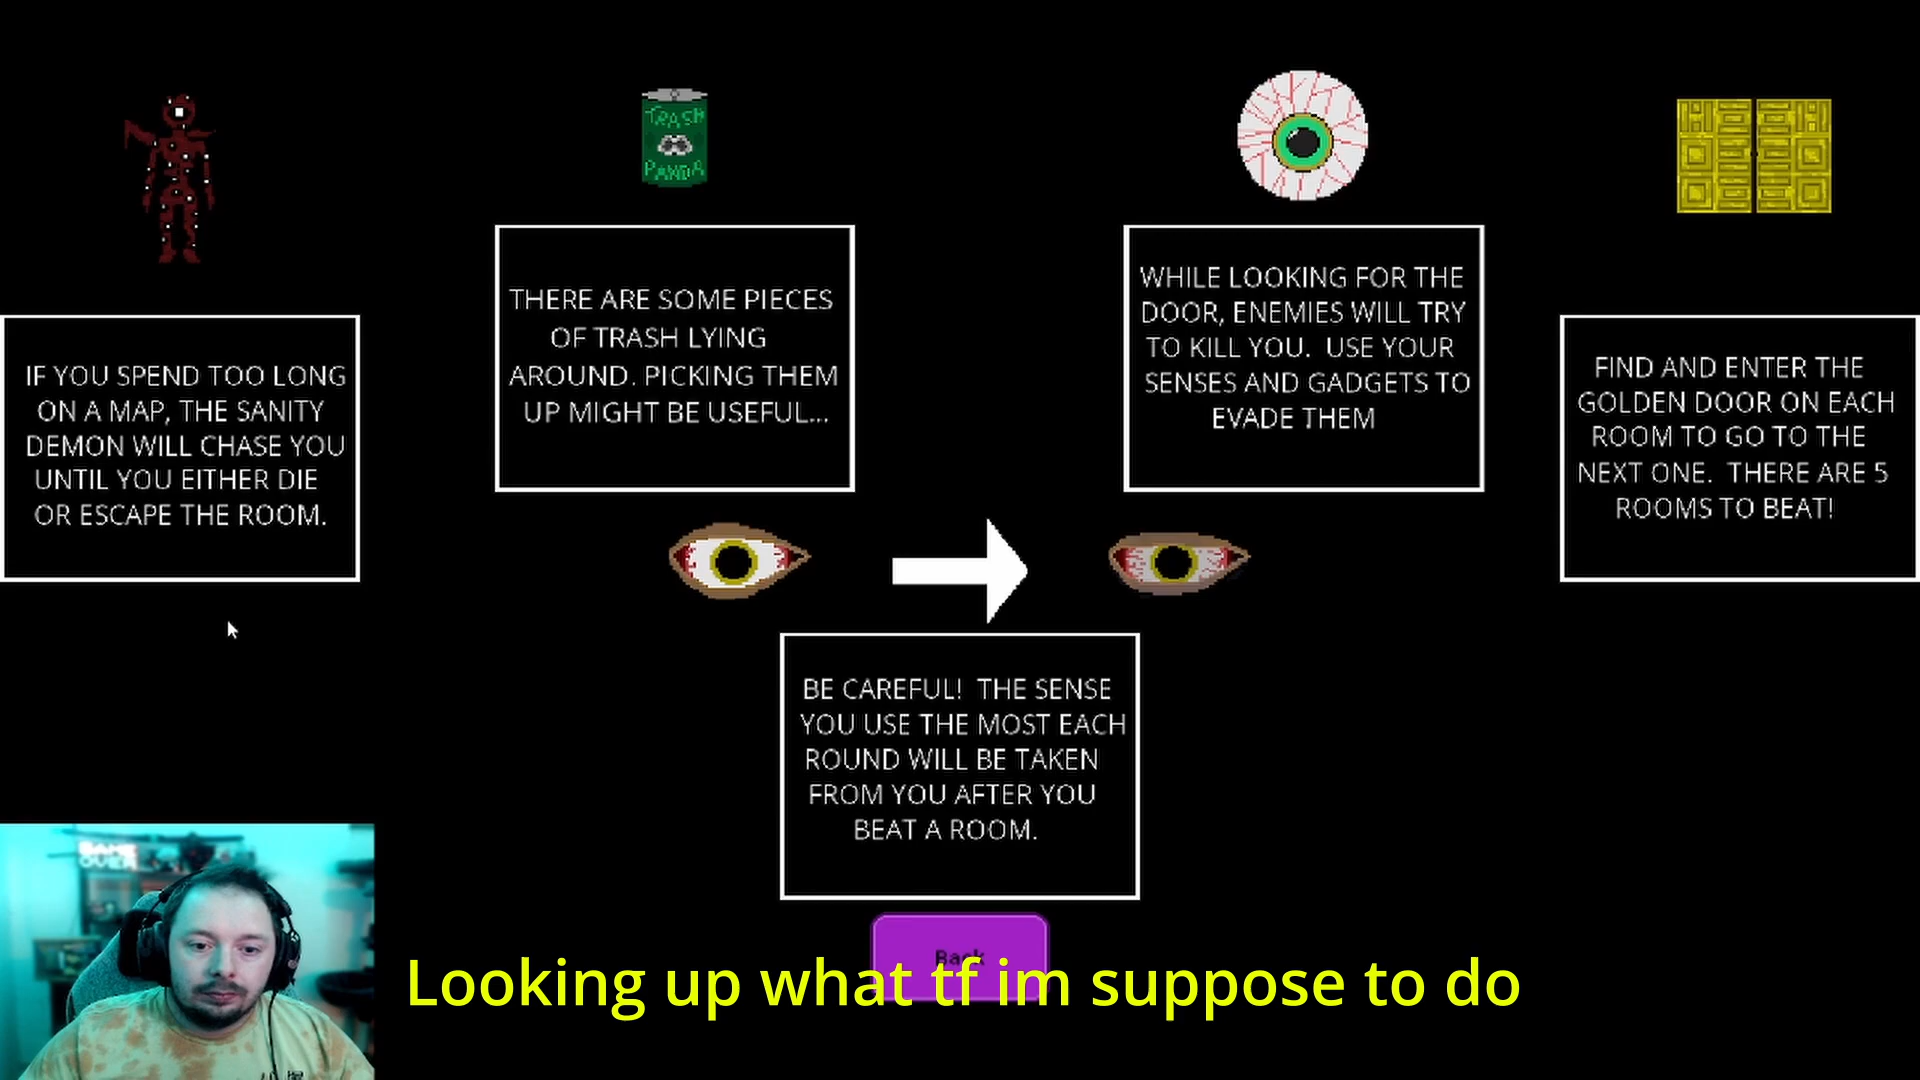 TRASH
PANDA
IF YOU SPEND TOO LONG
ON A MAP, THE SANITY
DEMON WILL CHASE YOU
UNTIL YOU EITHER DIE
OR ESCAPE THE ROOM.
THERE ARE SOME PIECES
OF TRASH LYING
AROUND. PICKING THEM
UP MIGHT BE USEFUL...
WHILE LOOKING FOR THE
DOOR, ENEMIES WILL TRY
TO KILL YOU. USE YOUR
SENSES AND GADGETS TO
EVADE THEM
FIND AND ENTER THE
GOLDEN DOOR ON EACH
ROOM TO GO TO THE
NEXT ONE. THERE ARE 5
ROOMS TO BEAT!
BE CAREFUL! THE SENSE
YOU USE THE MOST EACH
ROUND WILL BE TAKEN
FROM YOU AFTER YOU
BEAT A ROOM.
Back
GAME
OVER
Looking up what tf im suppose to do